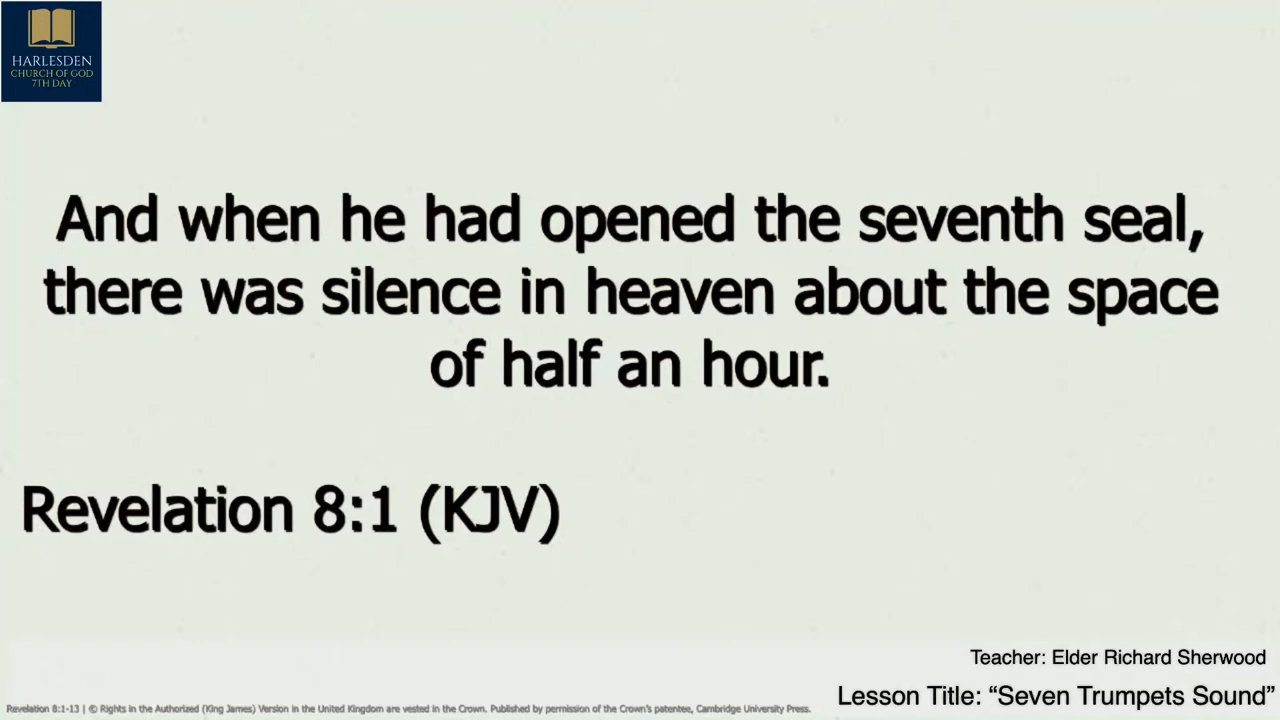 HARLESDEN
CHURCH OF GOD
7TH DAY
And when he had opened the seventh seal,
there was silence in heaven about the space
of half an hour.
Revelation 8:1 (KJV)
Teacher: Elder Richard Sherwood
Lesson Title: “Seven Trumpets Sound”
Revelation 8:1-13 | © Rights in the Authorized (King James) Version in the United Kingdom are vested in the Crown. Published by permission of the Crown's patentee, Cambridge University Press.